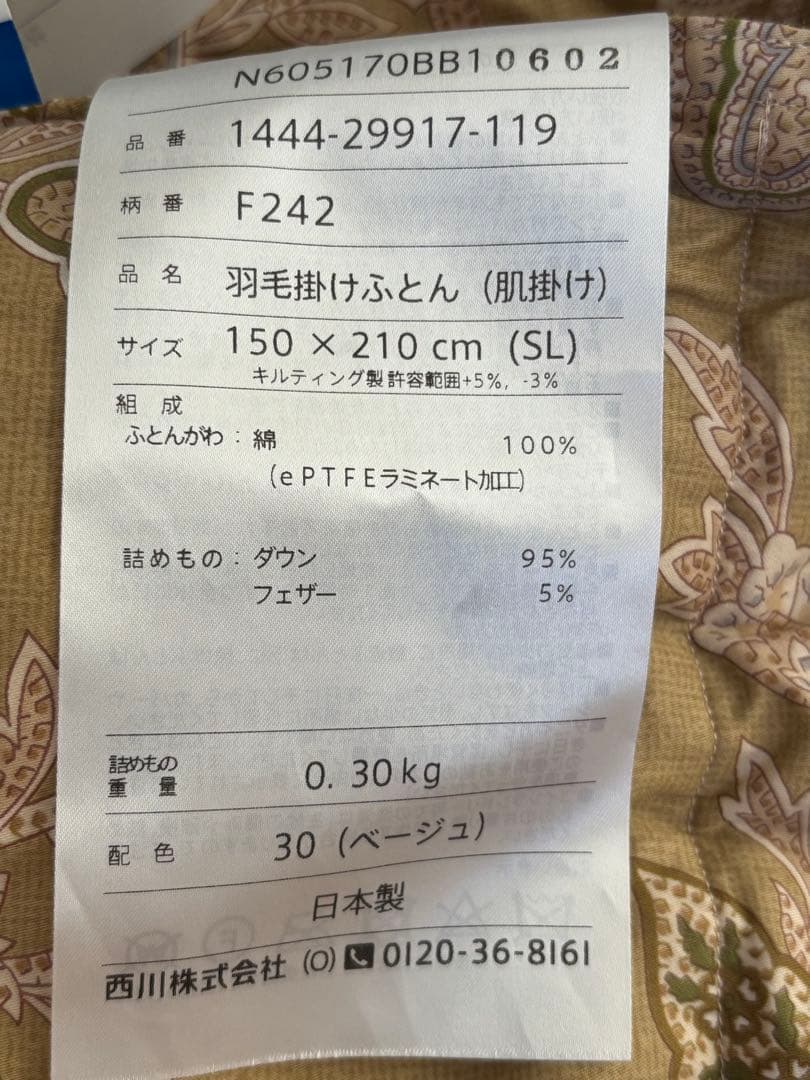 N605170BB10602
品番 1444-29917-119
柄番 F242
品名 羽毛掛けふとん（肌掛け）
サイズ 150×210cm (SL)
キルティング製許容範囲+5%, -3%
組成
ふとんがわ：綿 100%
（ePTFEラミネート加工）
詰めもの：ダウン 95%
フェザー 5%
詰めもの
重量 0.30kg
配色 30（ベージュ）
日本製
西川株式会社 (O) 0120-36-8161